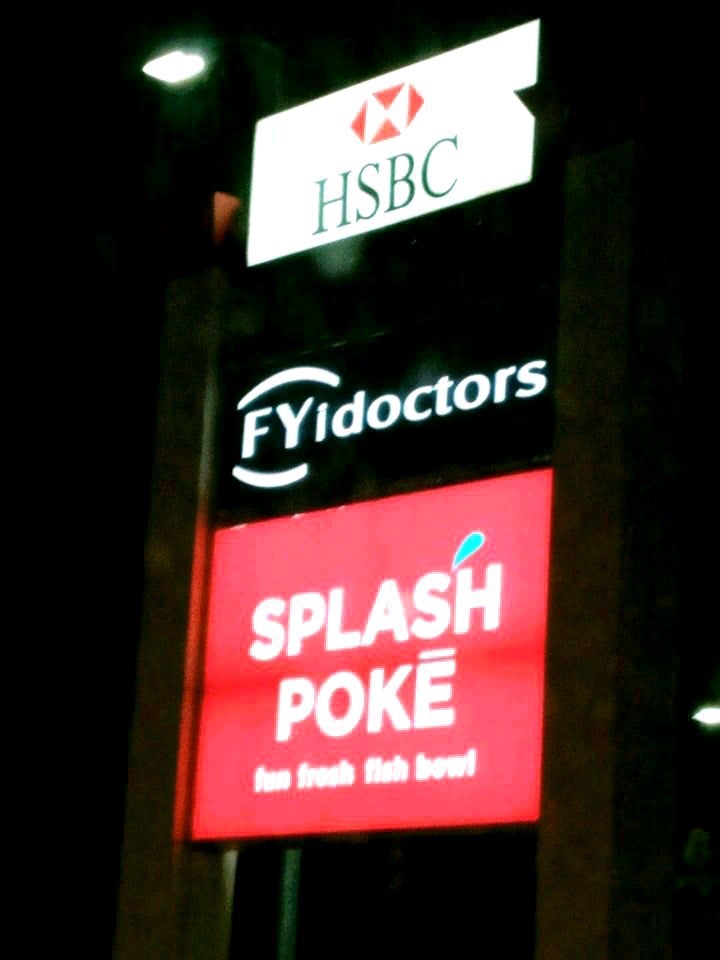 HSBC
FYidoctors
SPLASH
POKĒ
fun fresh fish bowl